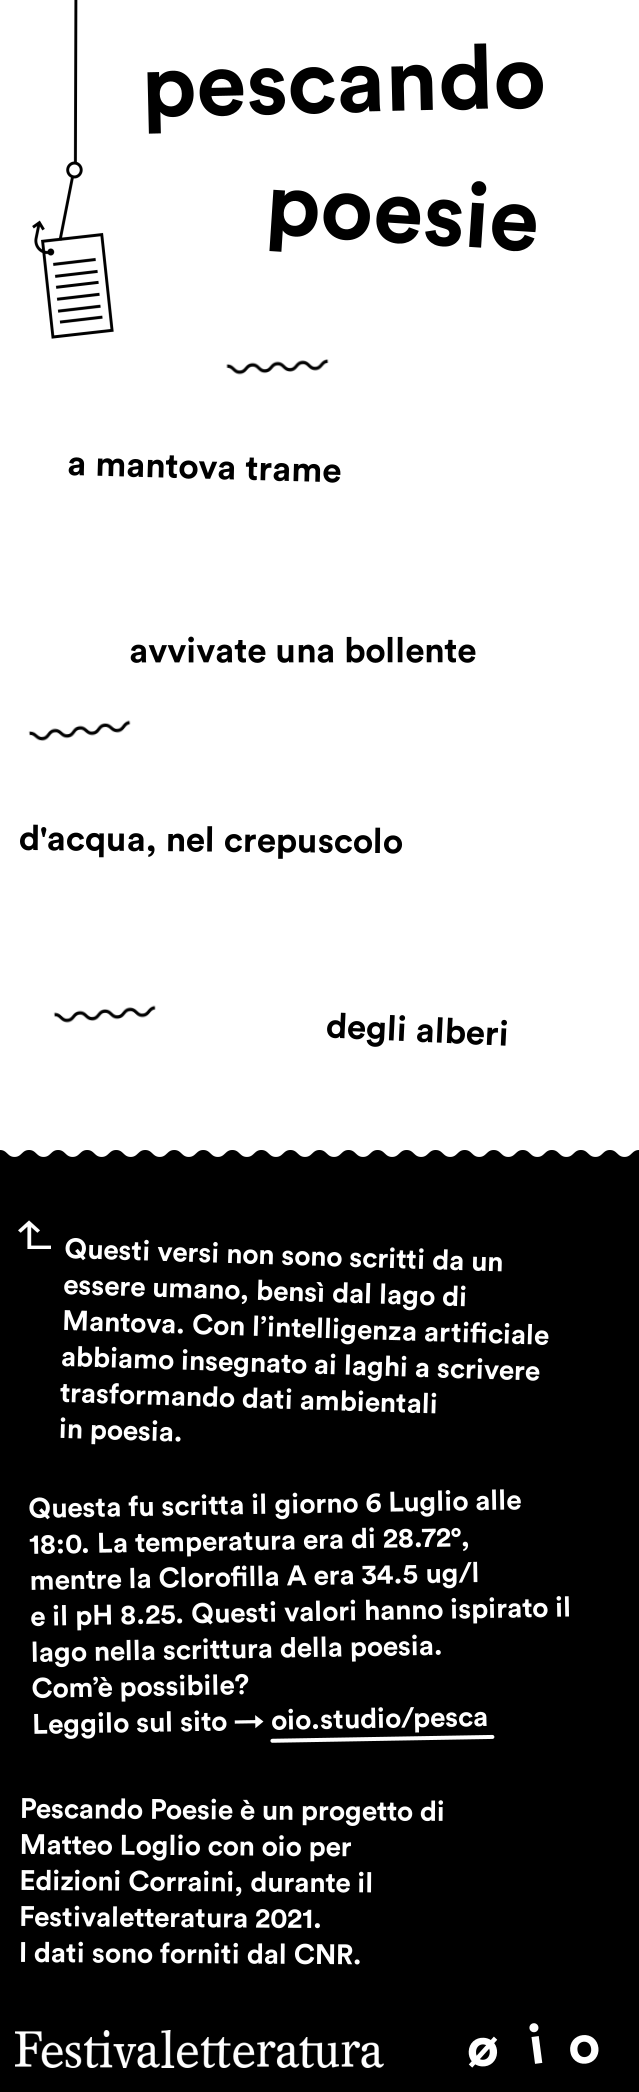 pescando
poesie
a mantova trame
avvivate una bollente
d'acqua, nel crepuscolo
degli alberi
Questi versi non sono scritti da un
essere umano, bensì dal lago di
Mantova. Con l’intelligenza artificiale
abbiamo insegnato ai laghi a scrivere
trasformando dati ambientali
in poesia.
Questa fu scritta il giorno 6 Luglio alle
18:0. La temperatura era di 28.72°,
mentre la Clorofilla A era 34.5 ug/l
e il pH 8.25. Questi valori hanno ispirato il
lago nella scrittura della poesia.
Com’è possibile?
Leggilo sul sito → oio.studio/pesca
Pescando Poesie è un progetto di
Matteo Loglio con oio per
Edizioni Corraini, durante il
Festivaletteratura 2021.
I dati sono forniti dal CNR.
Festivaletteratura ø i o